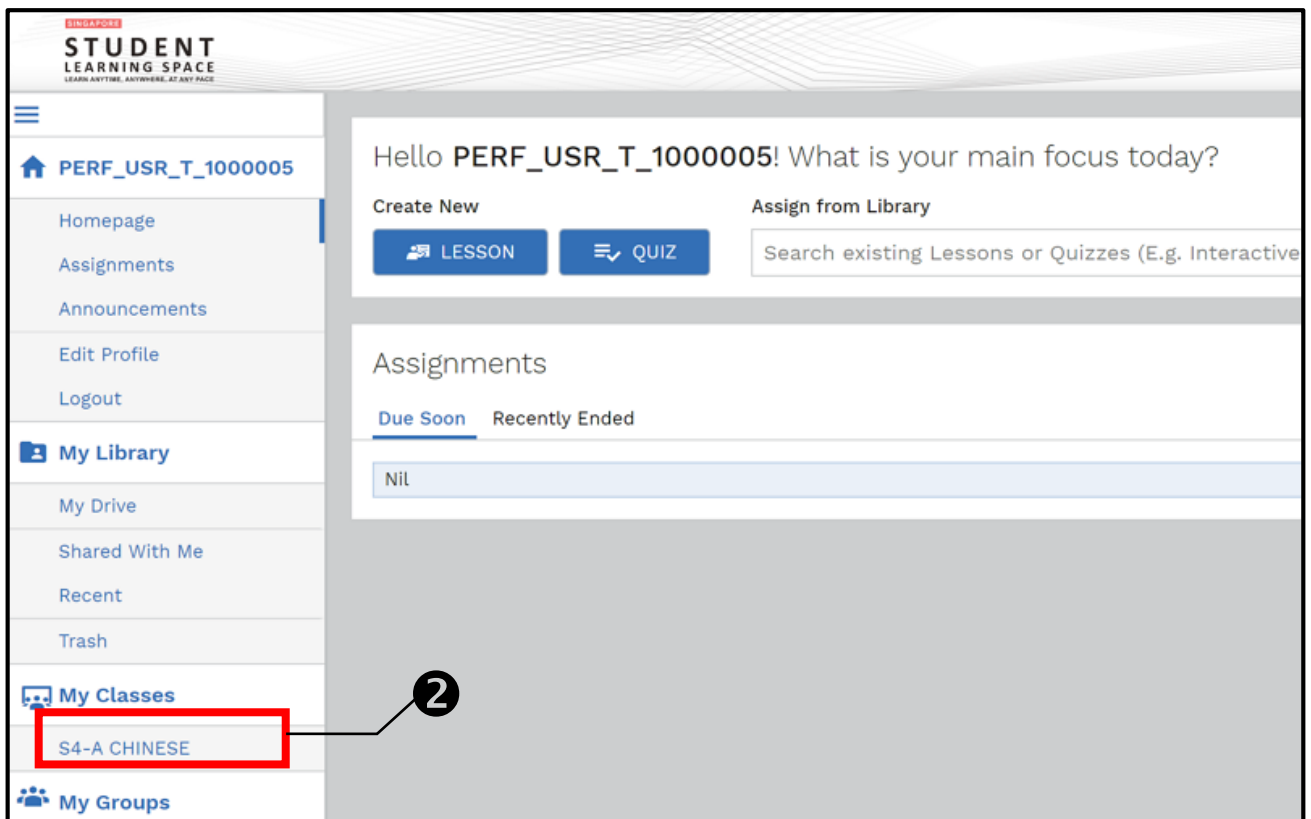 SINGAPORE
STUDENT
LEARNING SPACE
LEARN ANYTIME, ANYWHERE, AT ANY PACE
PERF_USR_T_1000005
Homepage
Assignments
Announcements
Edit Profile
Logout
My Library
My Drive
Shared With Me
Recent
Trash
My Classes
S4-A CHINESE
My Groups
Hello PERF_USR_T_1000005! What is your main focus today?
Create New
Assign from Library
LESSON
QUIZ
Search existing Lessons or Quizzes (E.g. Interactive
Assignments
Due Soon Recently Ended
Nil
2